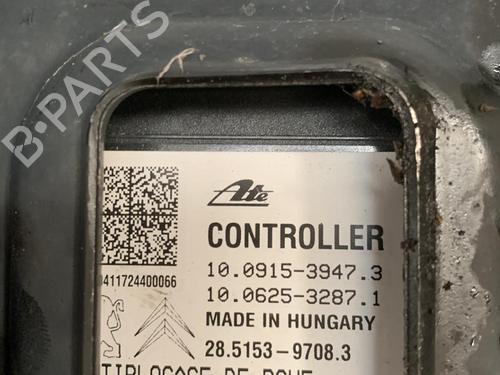 B-PARTS
Ate
CONTROLLER
10.0915-3947.3
10.0625-3287.1
0411724400066
MADE IN HUNGARY
28.5153-9708.3